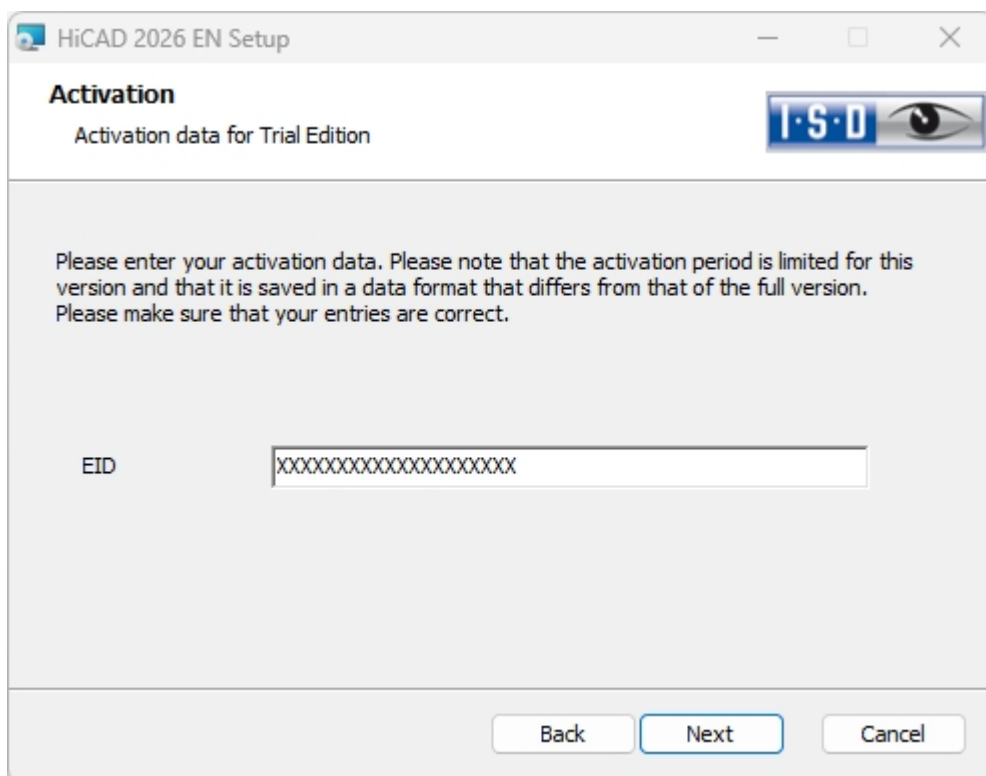 HiCAD 2026 EN Setup
Activation
Activation data for Trial Edition
I·S·D
Please enter your activation data. Please note that the activation period is limited for this
version and that it is saved in a data format that differs from that of the full version.
Please make sure that your entries are correct.
EID XXXXXXXXXXXXXXXXXXXX
Back Next Cancel